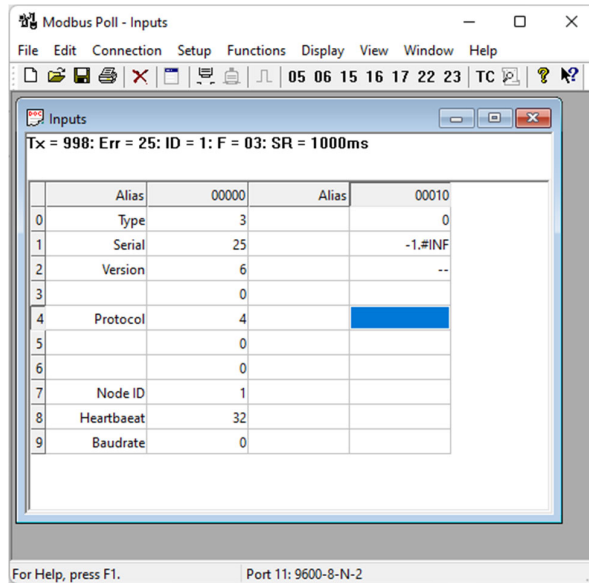 Modbus Poll - Inputs
File Edit Connection Setup Functions Display View Window Help
05 06 15 16 17 22 23 TC
Inputs
Tx = 998: Err = 25: ID = 1: F = 03: SR = 1000ms
Alias 00000 Alias 00010
0 Type 3 0
1 Serial 25 -1.#INF
2 Version 6 --
3 0
4 Protocol 4
5 0
6 0
7 Node ID 1
8 Heartbaeat 32
9 Baudrate 0
For Help, press F1. Port 11: 9600-8-N-2